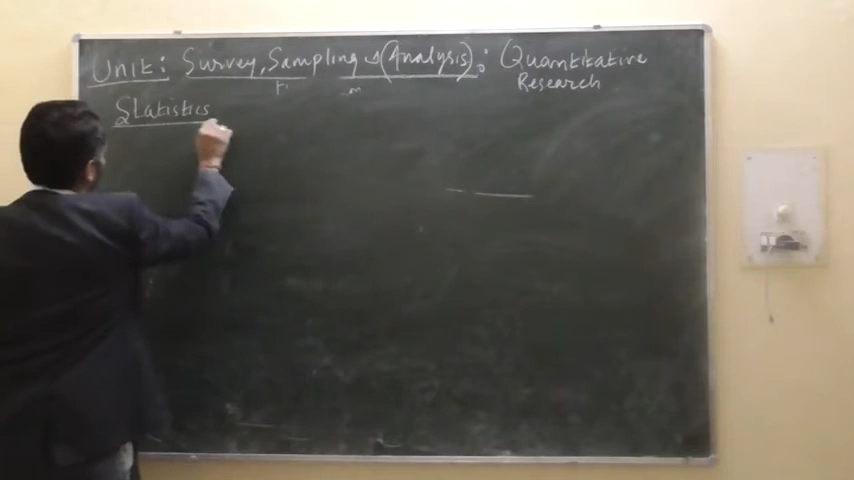 Unit: Survey, Sampling & (Analysis): Quantitative
Research
Statistics